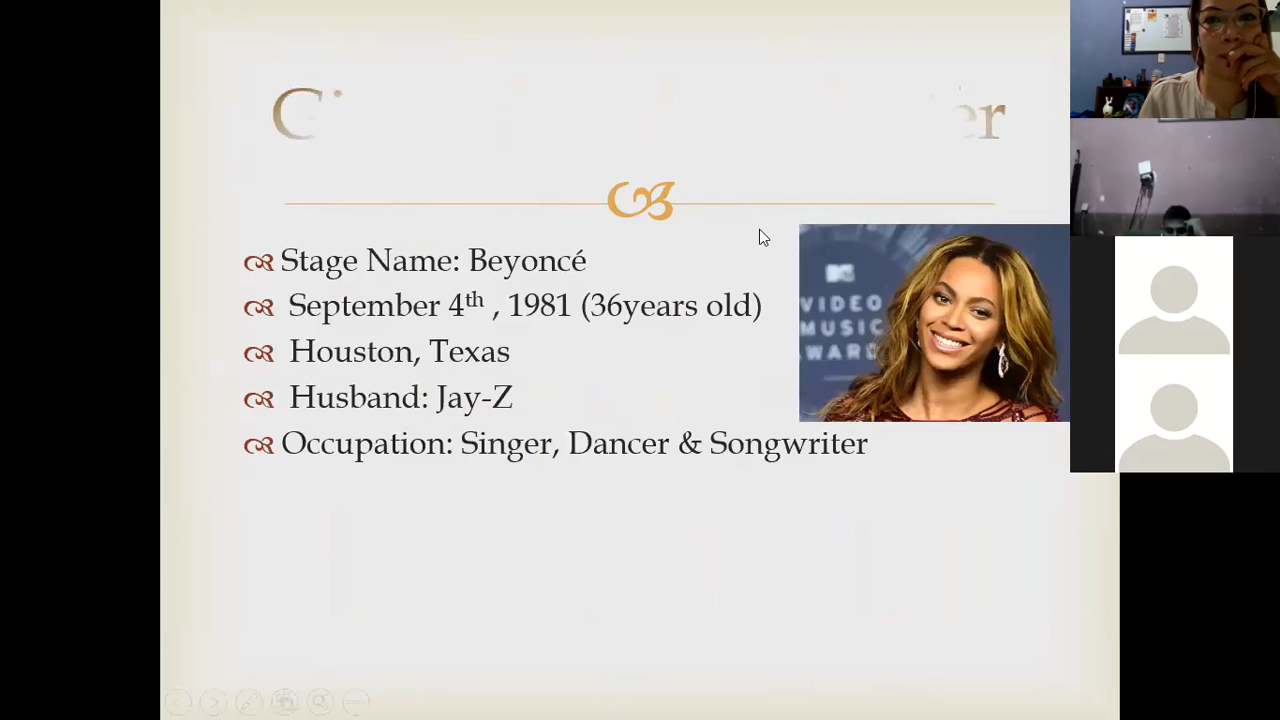 Stage Name: Beyoncé
September 4th , 1981 (36years old)
Houston, Texas
Husband: Jay-Z
Occupation: Singer, Dancer & Songwriter
VIDEO
MUSIC
AWARD